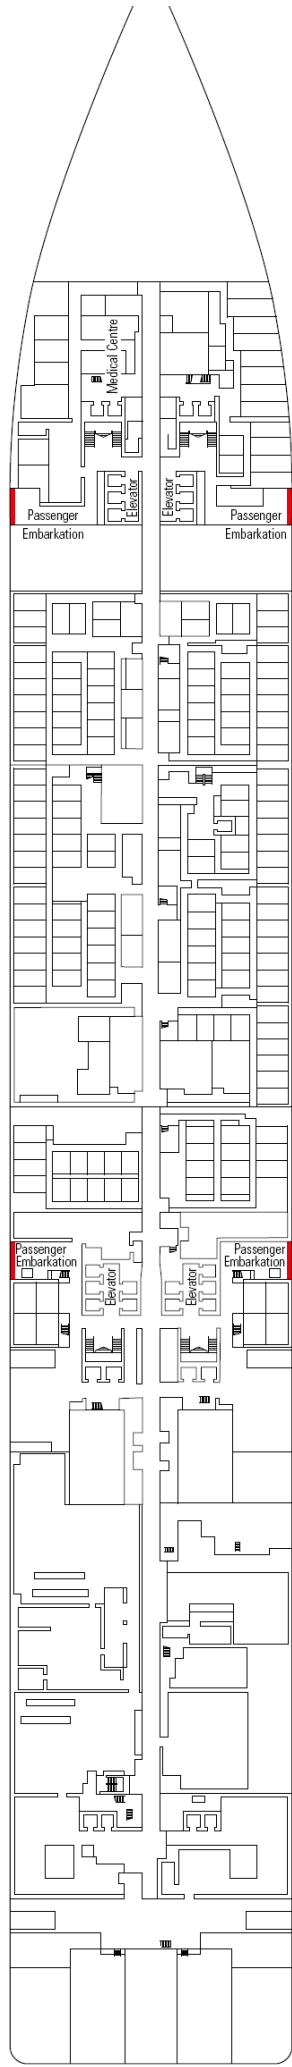 Medical Centre
Elevator
Elevator
Passenger
Embarkation
Passenger
Embarkation
Passenger
Embarkation
Passenger
Embarkation
Elevator
Elevator